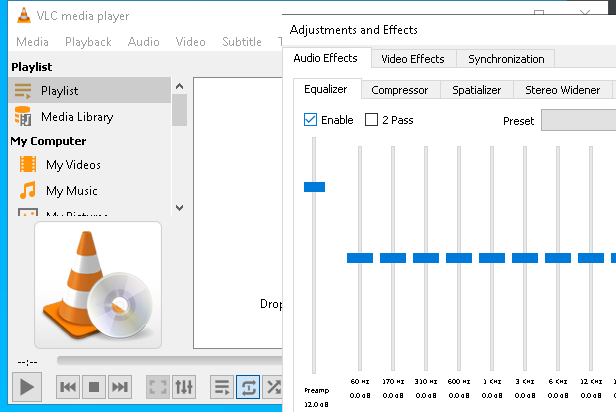 VLC media player
Media Playback Audio Video Subtitle
Playlist
Playlist
Media Library
My Computer
My Videos
My Music
My Pictures
Drop
--:--
Adjustments and Effects
Audio Effects Video Effects Synchronization
Equalizer Compressor Spatializer Stereo Widener
Enable 2 Pass Preset
60 Hz 170 Hz 310 Hz 600 Hz 1 KHz 3 KHz 6 KHz 12 KHz
Preamp 0.0 dB 0.0 dB 0.0 dB 0.0 dB 0.0 dB 0.0 dB 0.0 dB 0.0 dB
12.0 dB